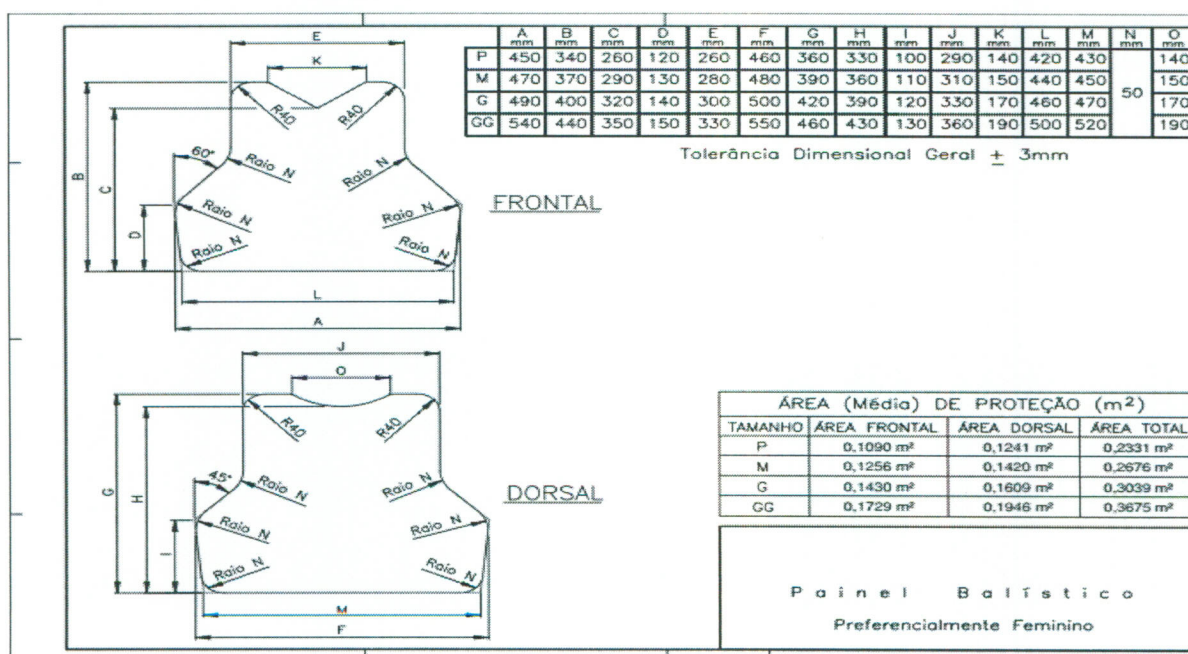 A mm B mm C mm D mm E mm F mm G mm H mm I mm J mm K mm L mm M mm N mm O mm
P 450 340 260 120 260 460 360 330 100 290 140 420 430 140
M 470 370 290 130 280 480 390 360 110 310 150 440 450 50 150
G 490 400 320 140 300 500 420 390 120 330 170 460 470 170
GG 540 440 350 150 330 550 460 430 130 360 190 500 520 190
Tolerância Dimensional Geral ± 3mm
E
K
R40 R40
60°
Raio N Raio N
B C D
Raio N Raio N
Raio N Raio N
L
A
FRONTAL
J
O
R40 R40
45°
Raio N Raio N
G H I
Raio N Raio N
Raio N Raio N
M
F
DORSAL
ÁREA (Média) DE PROTEÇÃO (m²)
TAMANHO ÁREA FRONTAL ÁREA DORSAL ÁREA TOTAL
P 0,1090 m² 0,1241 m² 0,2331 m²
M 0,1256 m² 0,1420 m² 0,2676 m²
G 0,1430 m² 0,1609 m² 0,3039 m²
GG 0,1729 m² 0,1946 m² 0,3675 m²
Painel Balístico
Preferencialmente Feminino